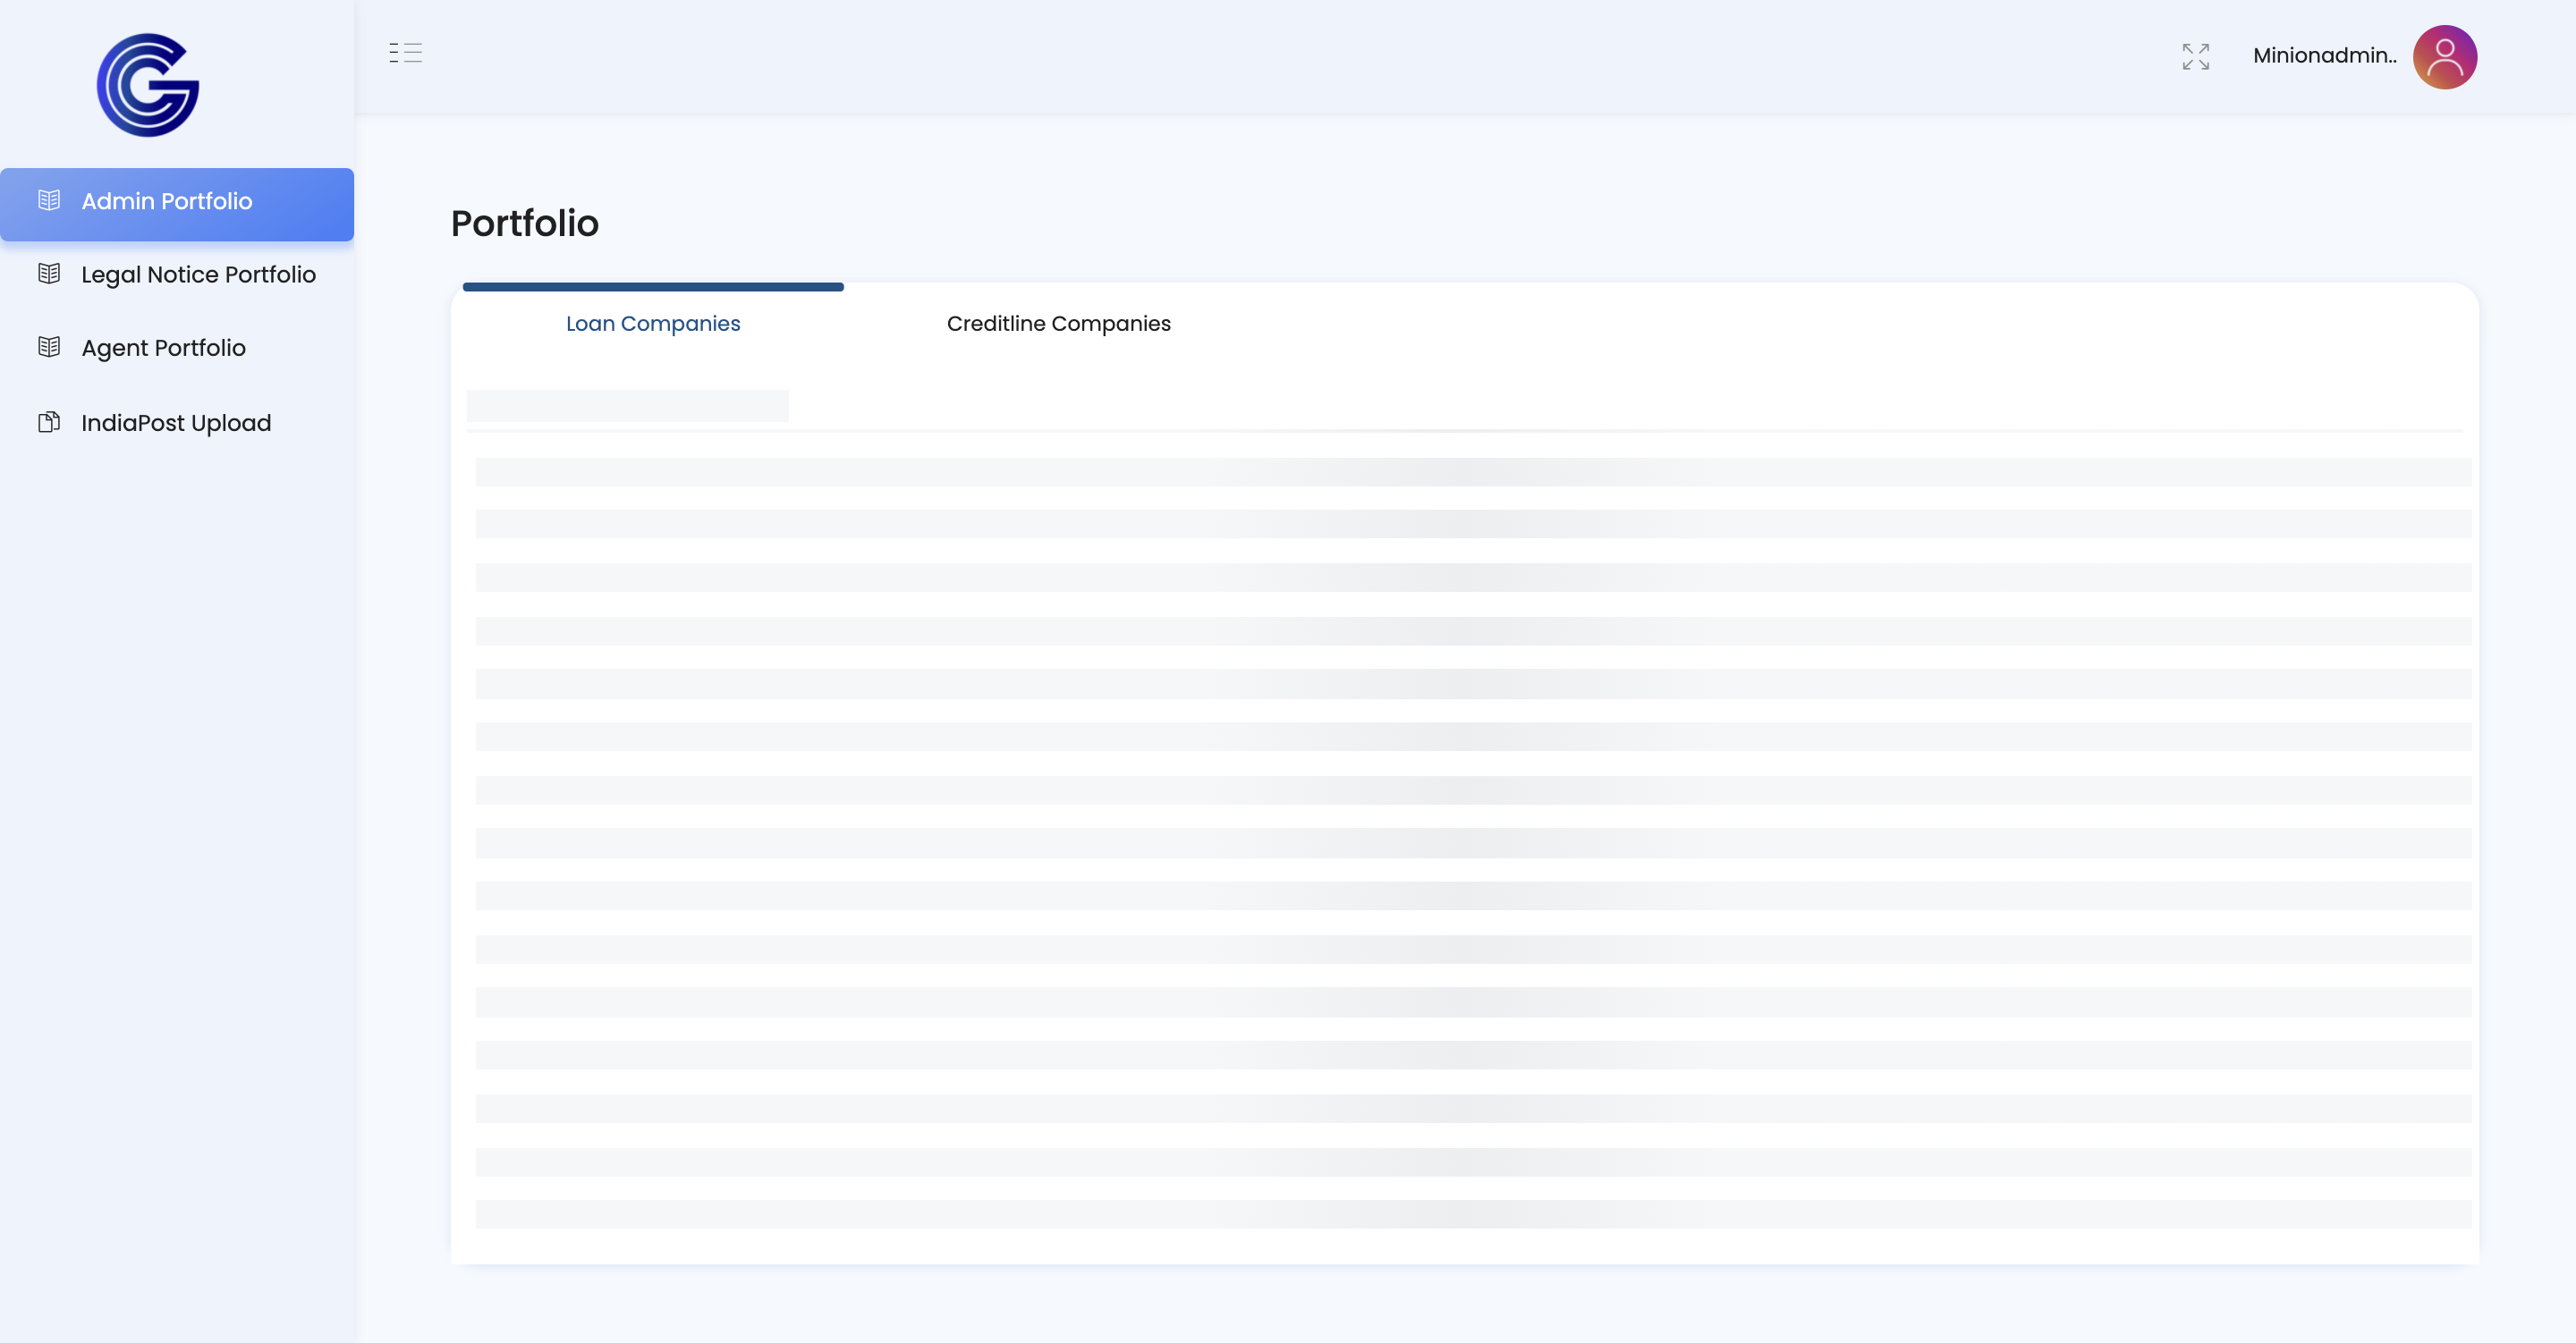 Minionadmin..
Admin Portfolio
Legal Notice Portfolio
Agent Portfolio
IndiaPost Upload
Portfolio
Loan Companies
Creditline Companies